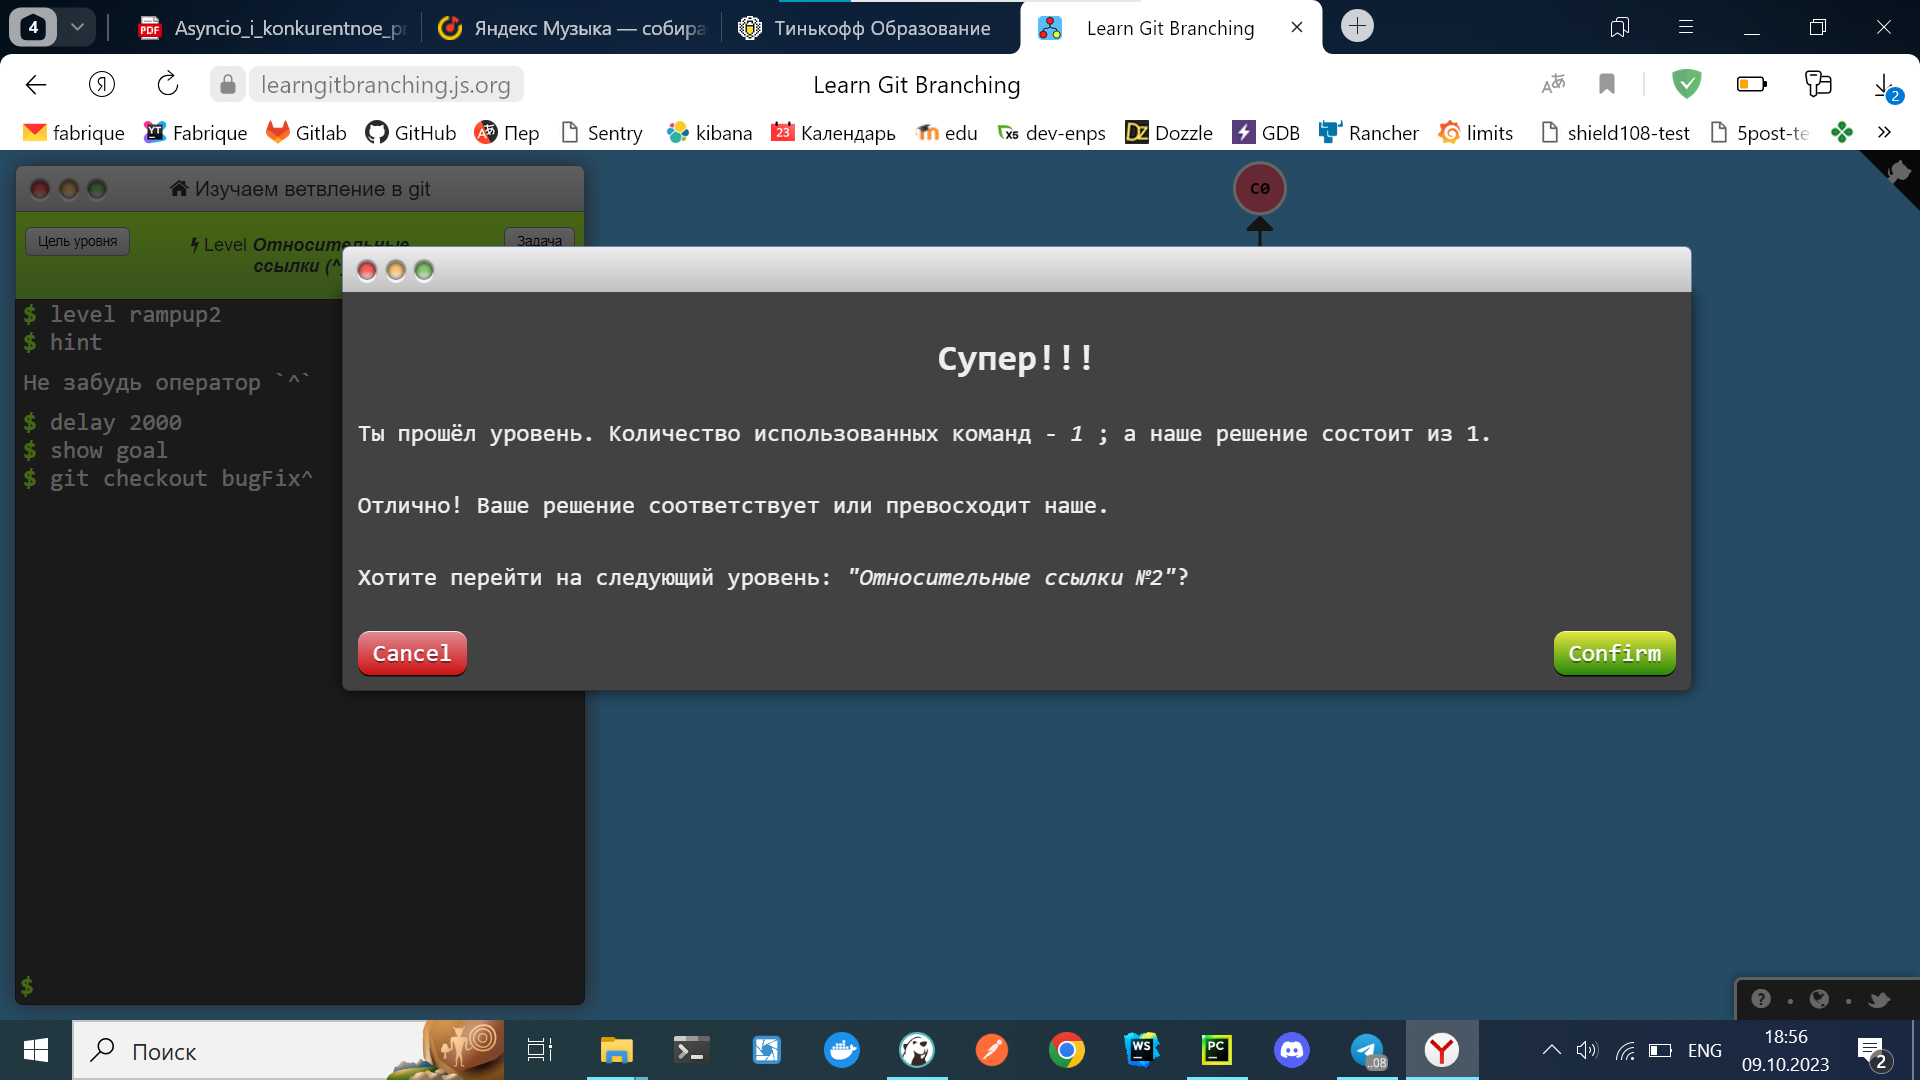 4
Asyncio_i_konkurentnoe_pr
Яндекс Музыка — собира
Тинькофф Образование
Learn Git Branching
learngitbranching.js.org
Learn Git Branching
2
fabrique
Fabrique
Gitlab
GitHub
Пер
Sentry
kibana
Календарь
edu
dev-enps
Dozzle
GDB
Rancher
limits
shield108-test
5post-te
Изучаем ветвление в git
Цель уровня
Level Относительные
ссылки (^)
Задача
$ level rampup2
$ hint
Не забудь оператор `^`
$ delay 2000
$ show goal
$ git checkout bugFix^
$
C0
Супер!!!
Ты прошёл уровень. Количество использованных команд - 1 ; а наше решение состоит из 1.
Отлично! Ваше решение соответствует или превосходит наше.
Хотите перейти на следующий уровень: "Относительные ссылки №2"?
Cancel
Confirm
Поиск
WS
PC
..08
ENG
18:56
09.10.2023
2